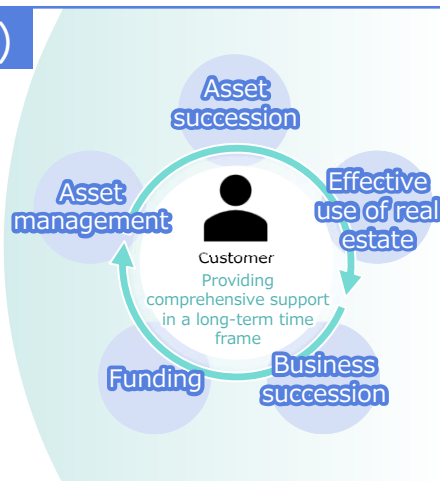 )
Asset
succession
Effective
use of real
estate
Asset
management
Customer
Providing
comprehensive support
in a long-term time
frame
Funding
Business
succession